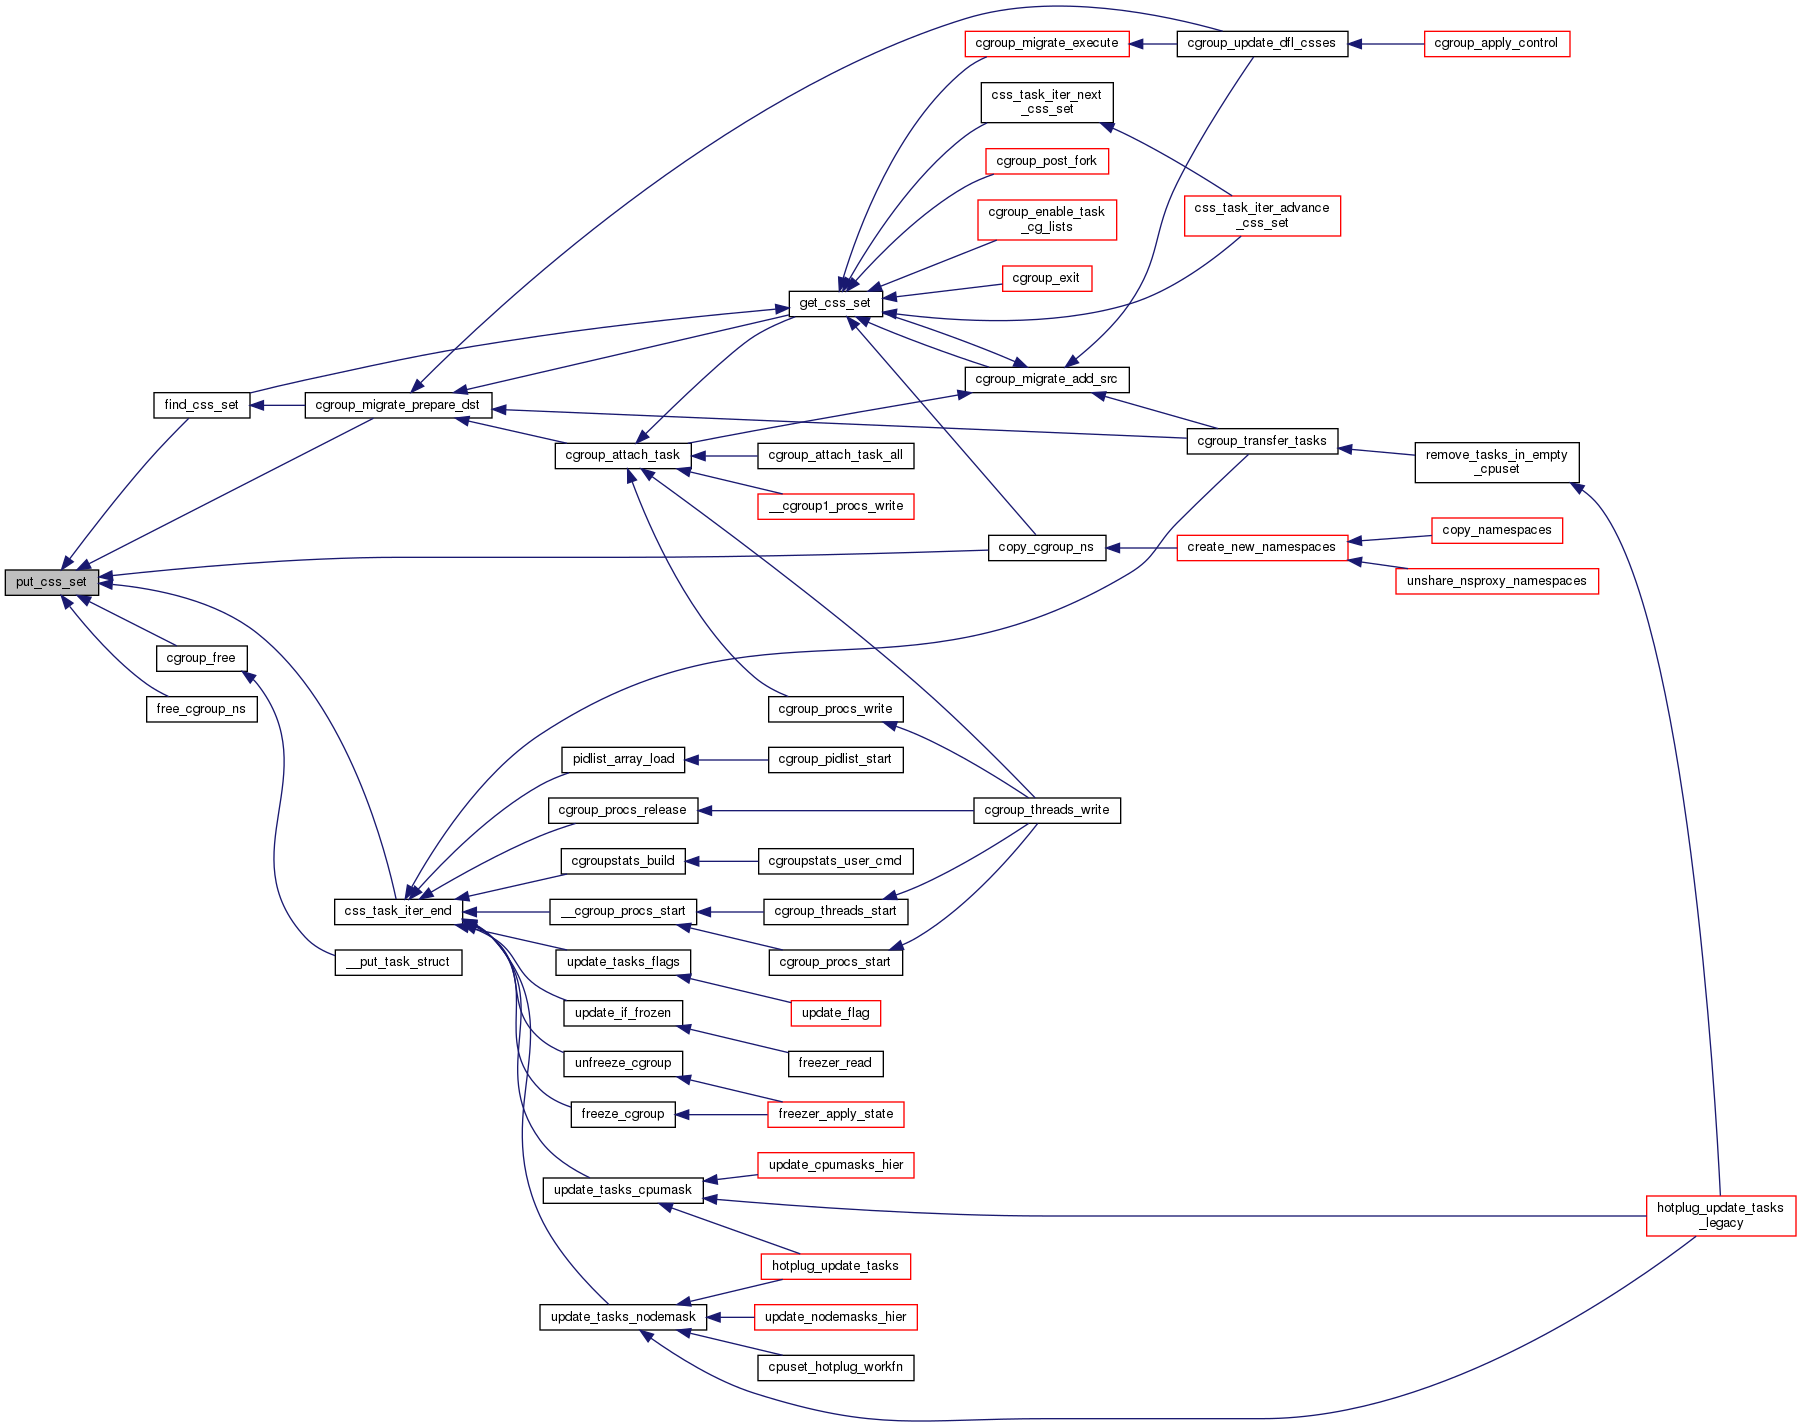 cgroup_migrate_execute
cgroup_update_dfl_csses
cgroup_apply_control
css_task_iter_next
_css_set
cgroup_post_fork
cgroup_enable_task
_cg_lists
css_task_iter_advance
_css_set
cgroup_exit
get_css_set
cgroup_migrate_add_src
find_css_set
cgroup_migrate_prepare_dst
cgroup_transfer_tasks
cgroup_attach_task
cgroup_attach_task_all
remove_tasks_in_empty
_cpuset
__cgroup1_procs_write
copy_namespaces
copy_cgroup_ns
create_new_namespaces
put_css_set
unshare_nsproxy_namespaces
cgroup_free
free_cgroup_ns
cgroup_procs_write
pidlist_array_load
cgroup_pidlist_start
cgroup_procs_release
cgroup_threads_write
cgroupstats_build
cgroupstats_user_cmd
css_task_iter_end
__cgroup_procs_start
cgroup_threads_start
__put_task_struct
update_tasks_flags
cgroup_procs_start
update_if_frozen
update_flag
unfreeze_cgroup
freezer_read
freeze_cgroup
freezer_apply_state
update_cpumasks_hier
update_tasks_cpumask
hotplug_update_tasks
_legacy
hotplug_update_tasks
update_tasks_nodemask
update_nodemasks_hier
cpuset_hotplug_workfn